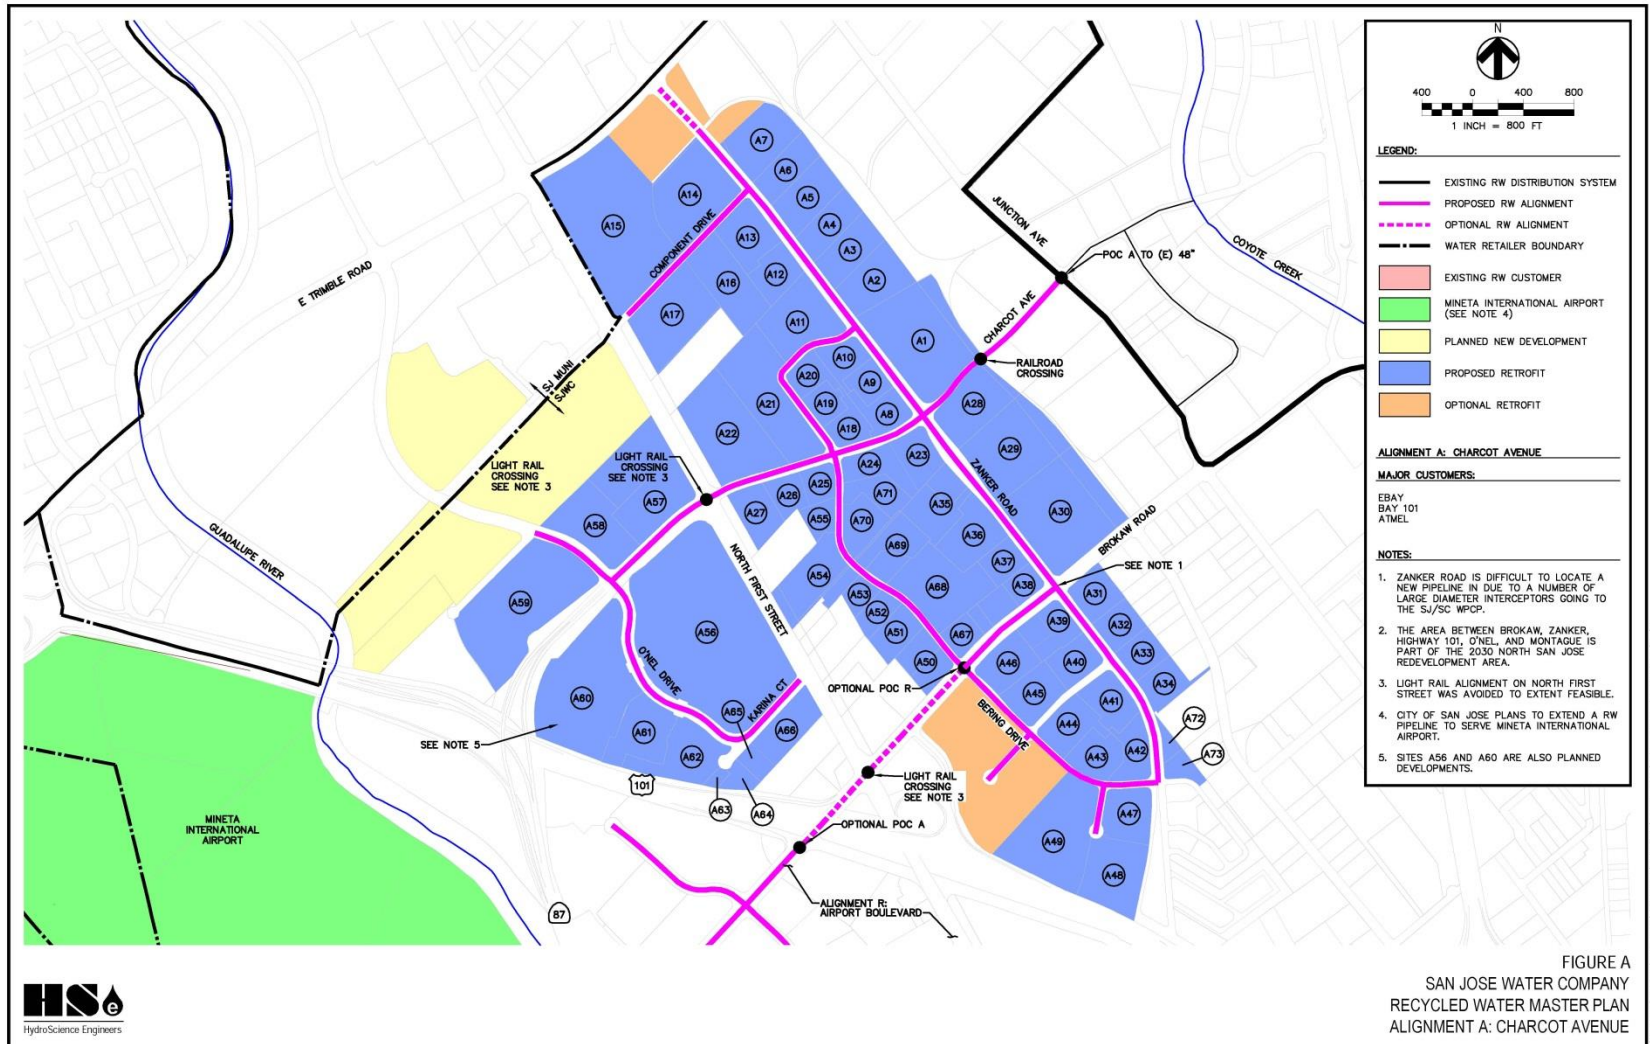 N
400 0 400 800
1 INCH = 800 FT
LEGEND:
EXISTING RW DISTRIBUTION SYSTEM
PROPOSED RW ALIGNMENT
OPTIONAL RW ALIGNMENT
WATER RETAILER BOUNDARY
EXISTING RW CUSTOMER
MINETA INTERNATIONAL AIRPORT
(SEE NOTE 4)
PLANNED NEW DEVELOPMENT
PROPOSED RETROFIT
OPTIONAL RETROFIT
ALIGNMENT A: CHARCOT AVENUE
MAJOR CUSTOMERS:
EBAY
BAY 101
ATMEL
NOTES:
1. ZANKER ROAD IS DIFFICULT TO LOCATE A
NEW PIPELINE IN DUE TO A NUMBER OF
LARGE DIAMETER INTERCEPTORS GOING TO
THE SJ/SC WPCP.
2. THE AREA BETWEEN BROKAW, ZANKER,
HIGHWAY 101, O'NEL, AND MONTAGUE IS
PART OF THE 2030 NORTH SAN JOSE
REDEVELOPMENT AREA.
3. LIGHT RAIL ALIGNMENT ON NORTH FIRST
STREET WAS AVOIDED TO EXTENT FEASIBLE.
4. CITY OF SAN JOSE PLANS TO EXTEND A RW
PIPELINE TO SERVE MINETA INTERNATIONAL
AIRPORT.
5. SITES A56 AND A60 ARE ALSO PLANNED
DEVELOPMENTS.
A7
A6
A5
A4
A3
A2
A1
A14
A15
A13
A12
A16
A17
A11
A10
A9
A8
A20
A19
A18
A21
A22
COMPONENT DRIVE
E TRIMBLE ROAD
JUNCTION AVE
COYOTE CREEK
POC A TO (E) 48"
CHARCOT AVE
RAILROAD
CROSSING
SJ MUNI
SJWC
LIGHT RAIL
CROSSING
SEE NOTE 3
LIGHT RAIL
CROSSING
SEE NOTE 3
A28
A29
A30
A23
A24
A25
A26
A27
A71
A70
A35
A36
A37
A38
A69
A68
A67
A55
A54
A53
A52
A51
A50
ZANKER ROAD
BROKAW ROAD
SEE NOTE 1
NORTH FIRST STREET
A57
A58
A59
A56
A60
A61
A62
A63
A64
A65
A66
O'NEL DRIVE
KARINA CT
GUADALUPE RIVER
SEE NOTE 5
101
87
OPTIONAL POC R
BERING DRIVE
A31
A32
A33
A34
A39
A40
A46
A45
A44
A41
A43
A42
A72
A73
A47
A48
A49
LIGHT RAIL
CROSSING
SEE NOTE 3
OPTIONAL POC A
ALIGNMENT R:
AIRPORT BOULEVARD
MINETA
INTERNATIONAL
AIRPORT
HSe
HydroScience Engineers
FIGURE A
SAN JOSE WATER COMPANY
RECYCLED WATER MASTER PLAN
ALIGNMENT A: CHARCOT AVENUE